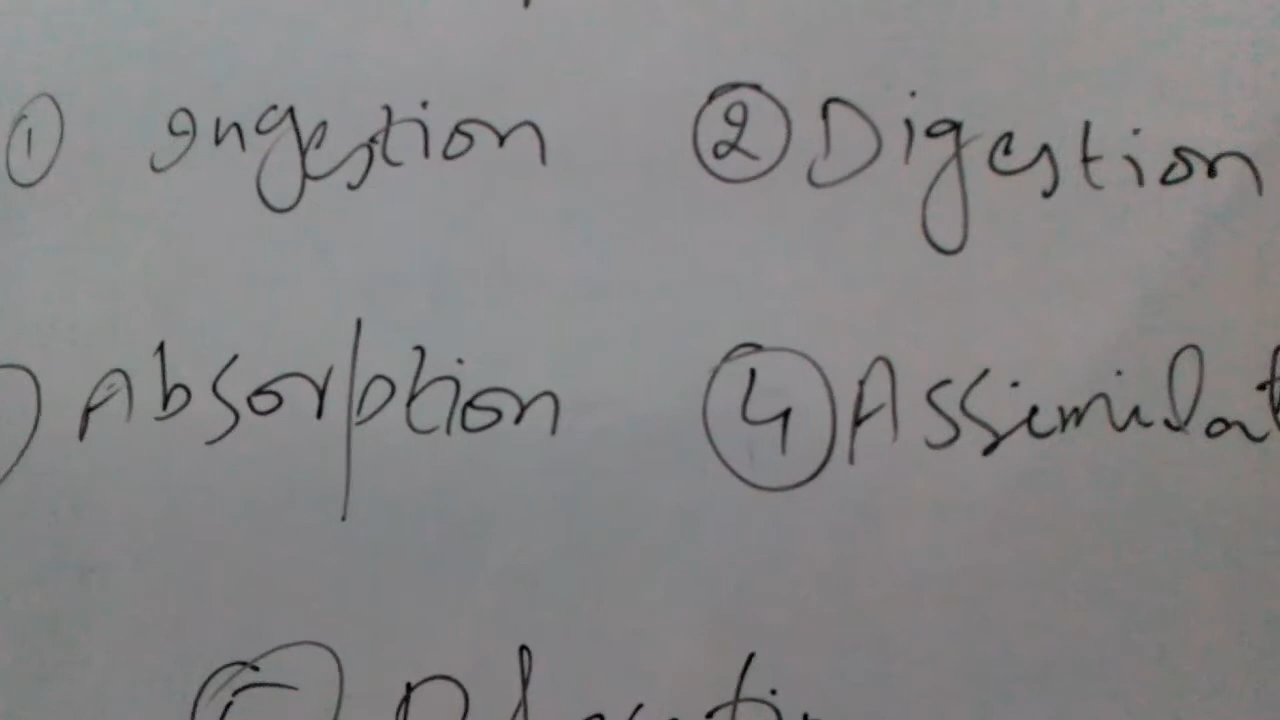 ① Ingestion ② Digestion
) Absorption ④ Assimilat